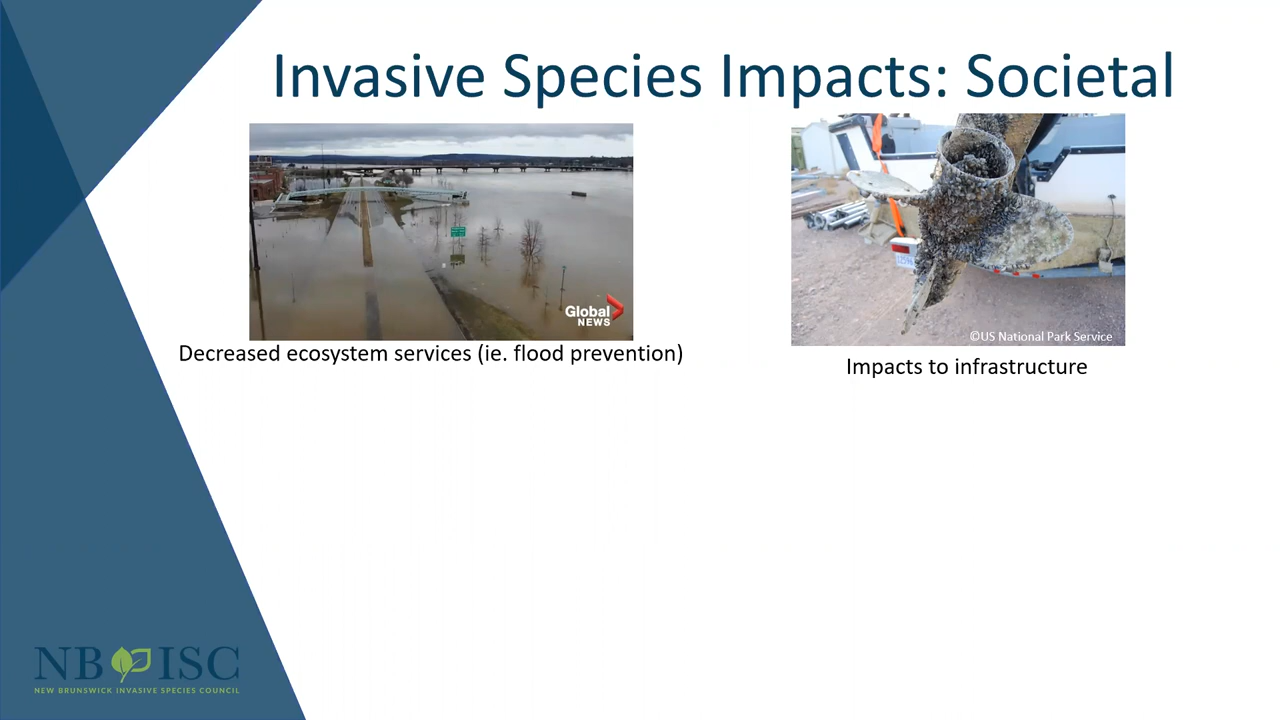 Invasive Species Impacts: Societal
Global
NEWS
©US National Park Service
Decreased ecosystem services (ie. flood prevention)
Impacts to infrastructure
NB ISC
NEW BRUNSWICK INVASIVE SPECIES COUNCIL